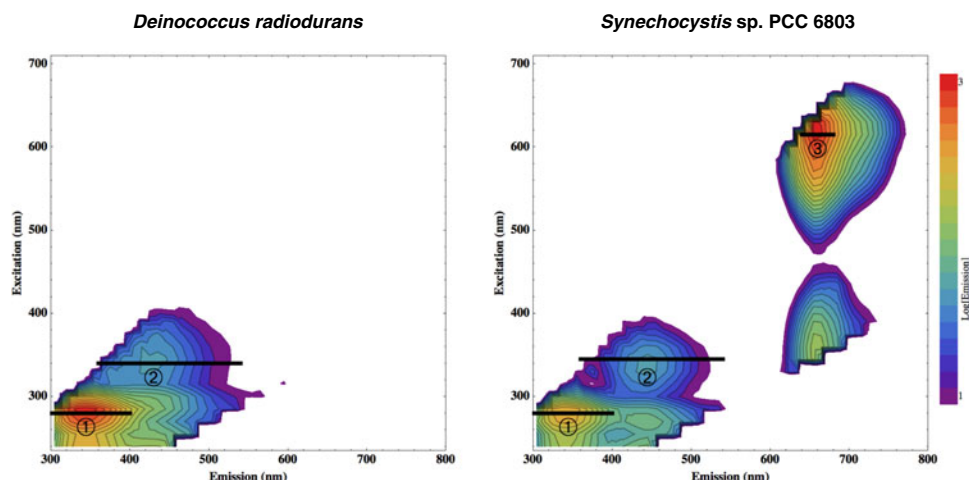 Deinococcus radiodurans
Synechocystis sp. PCC 6803
Excitation (nm)
700
600
500
400
300
①
②
300 400 500 600 700 800
Emission (nm)
Excitation (nm)
700
600
500
400
300
①
②
③
300 400 500 600 700 800
Emission (nm)
3
Log[Emission]
1